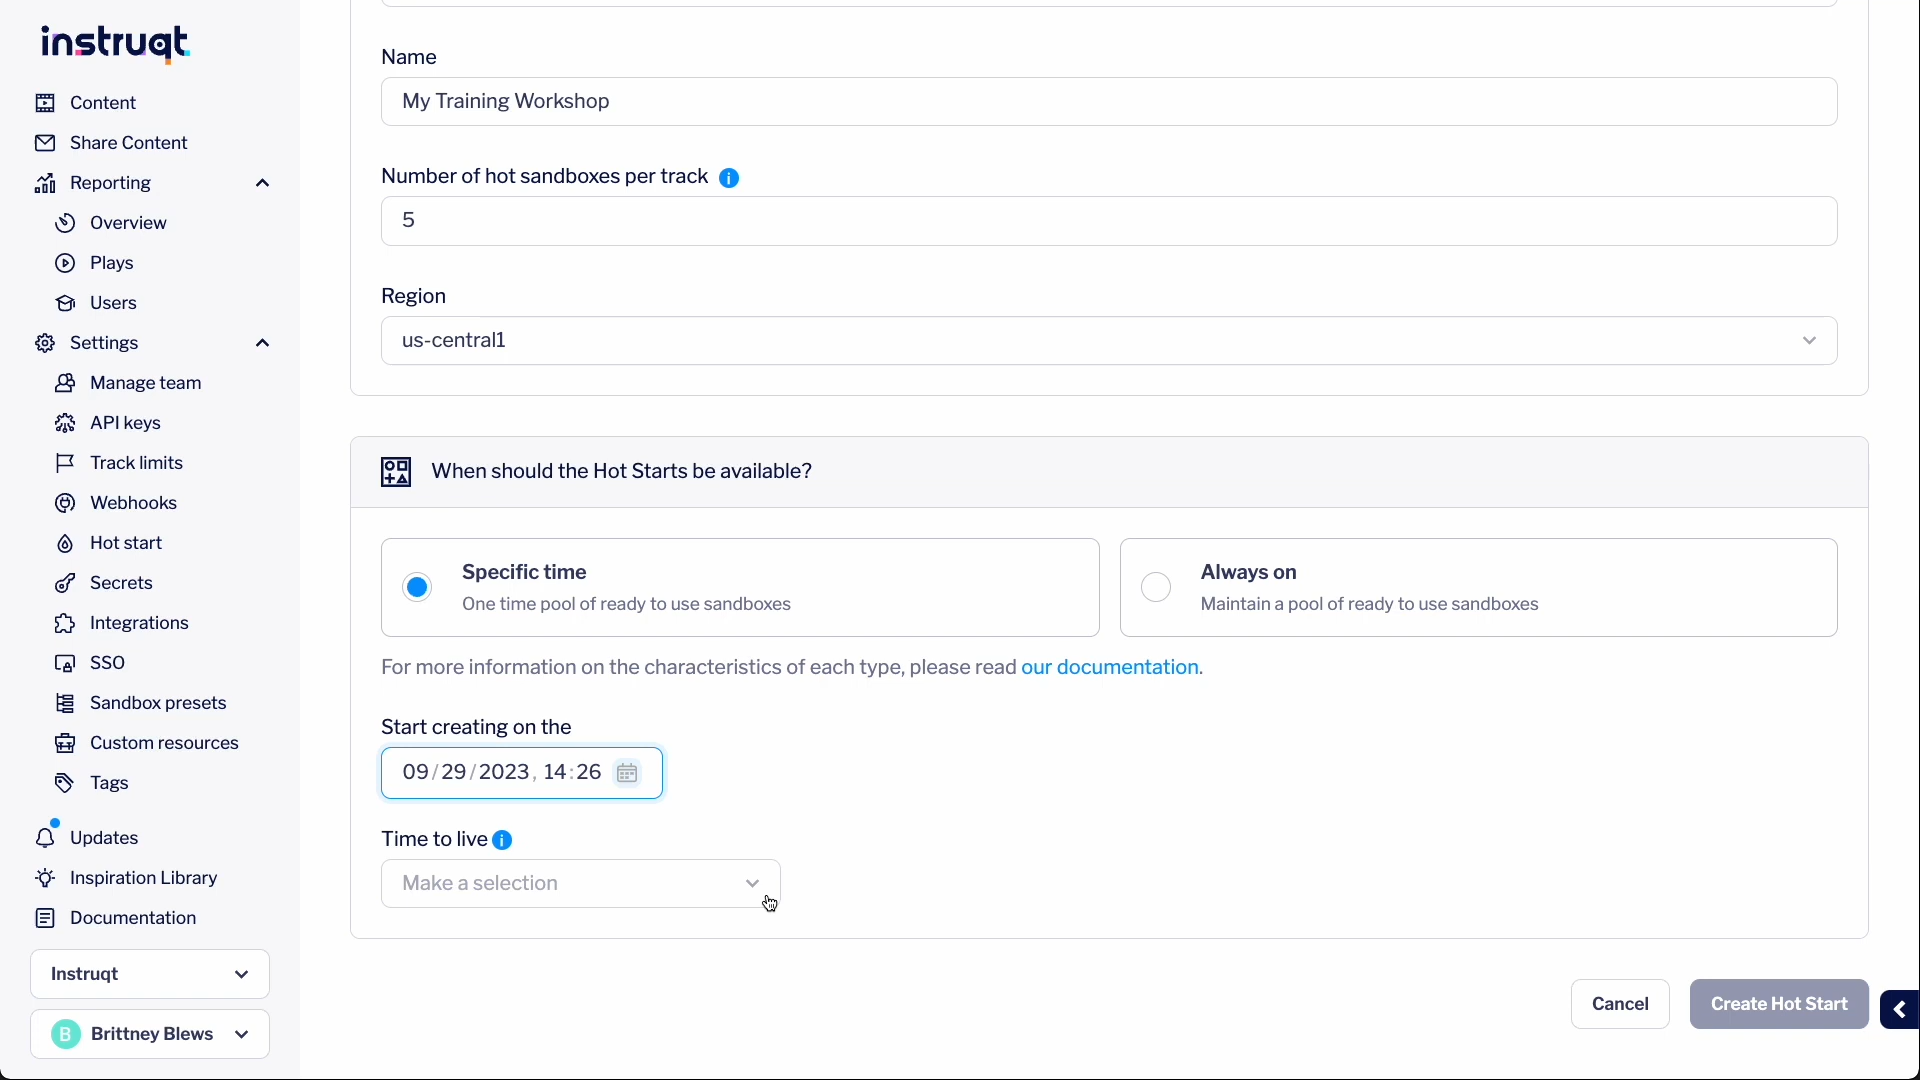 instruqt
Content
Share Content
Reporting
Overview
Plays
Users
Settings
Manage team
API keys
Track limits
Webhooks
Hot start
Secrets
Integrations
SSO
Sandbox presets
Custom resources
Tags
Updates
Inspiration Library
Documentation
Instruqt
B Brittney Blews
Name
My Training Workshop
Number of hot sandboxes per track i
5
Region
us-central1
When should the Hot Starts be available?
Specific time
One time pool of ready to use sandboxes
Always on
Maintain a pool of ready to use sandboxes
For more information on the characteristics of each type, please read our documentation.
Start creating on the
09/29/2023, 14:26
Time to live i
Make a selection
Cancel
Create Hot Start